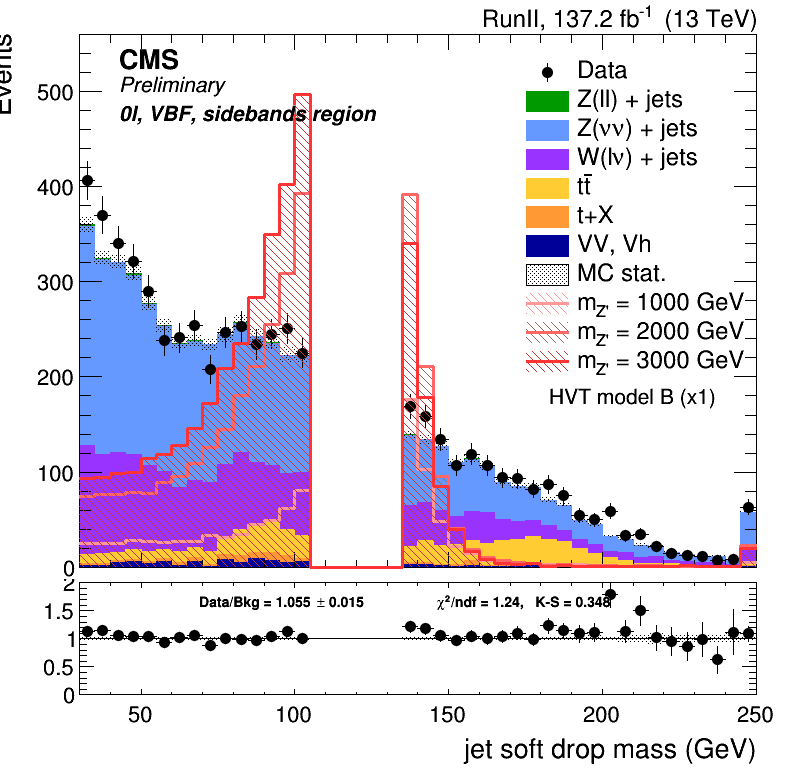 RunII, 137.2 fb⁻¹ (13 TeV)
Events
CMS
Preliminary
0l, VBF, sidebands region
Data
Z(ll) + jets
Z(νν) + jets
W(lν) + jets
tt̄
t+X
VV, Vh
MC stat.
m_Z' = 1000 GeV
m_Z' = 2000 GeV
m_Z' = 3000 GeV
HVT model B (x1)
500
400
300
200
100
0
Data/Bkg = 1.055 ± 0.015
χ²/ndf = 1.24, K-S = 0.348
2
1.5
1
0.5
0
50 100 150 200 250
jet soft drop mass (GeV)